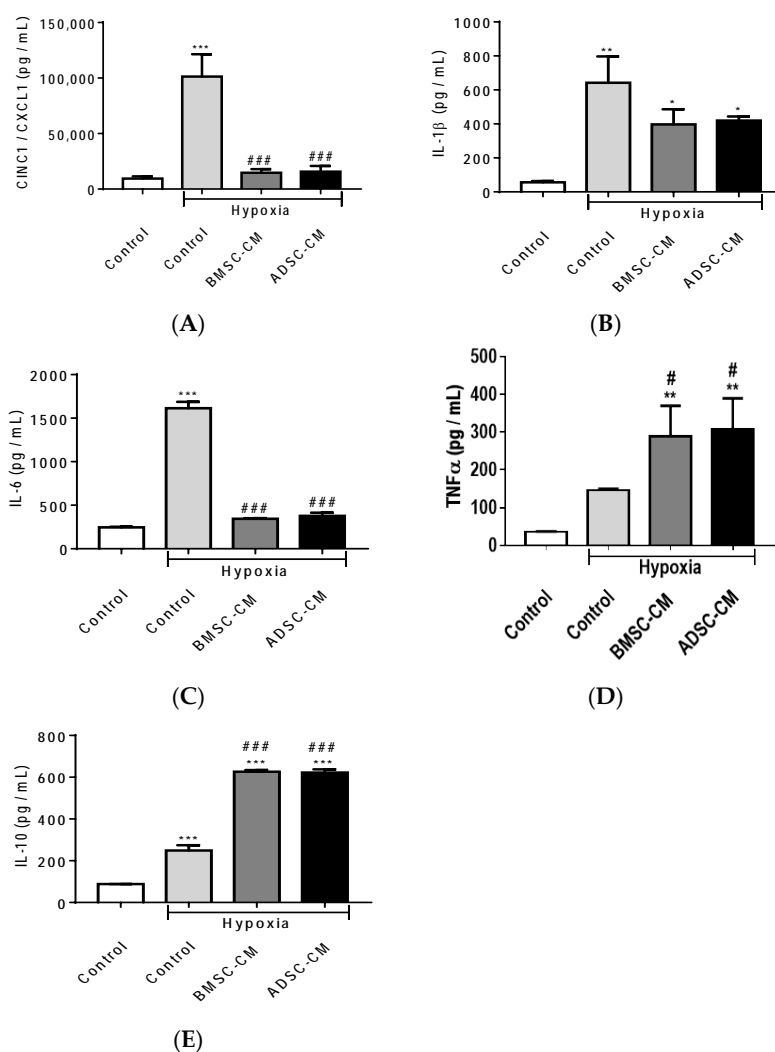 CINC1 / CXCL1 (pg / mL)
150,000
100,000
50,000
0
***
###
###
Hypoxia
Control
Control
BMSC-CM
ADSC-CM
(A)
IL-1β (pg / mL)
1000
800
600
400
200
0
**
*
*
Hypoxia
Control
Control
BMSC-CM
ADSC-CM
(B)
IL-6 (pg / mL)
2000
1500
1000
500
0
***
###
###
Hypoxia
Control
Control
BMSC-CM
ADSC-CM
(C)
TNFα (pg / mL)
500
400
300
200
100
0
#
**
#
**
Hypoxia
Control
Control
BMSC-CM
ADSC-CM
(D)
IL-10 (pg / mL)
800
600
400
200
0
***
###
***
###
***
Hypoxia
Control
Control
BMSC-CM
ADSC-CM
(E)